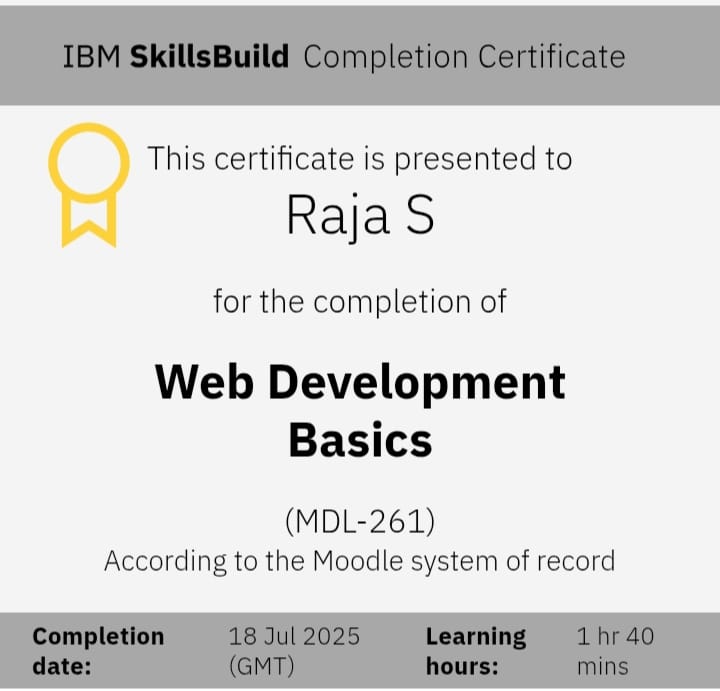 IBM SkillsBuild Completion Certificate
This certificate is presented to
Raja S
for the completion of
Web Development
Basics
(MDL-261)
According to the Moodle system of record
Completion date:
18 Jul 2025 (GMT)
Learning hours:
1 hr 40 mins